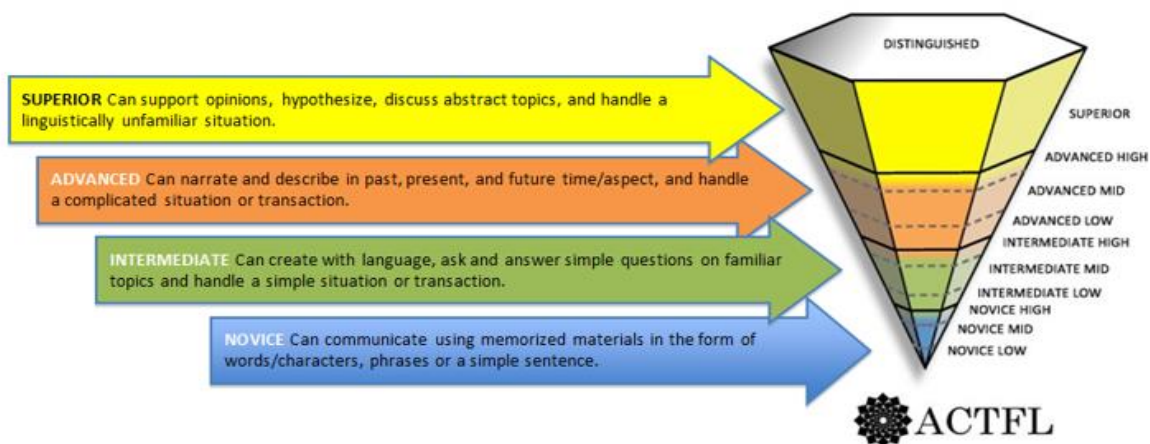 DISTINGUISHED
SUPERIOR Can support opinions, hypothesize, discuss abstract topics, and handle a
linguistically unfamiliar situation.
SUPERIOR
ADVANCED HIGH
ADVANCED Can narrate and describe in past, present, and future time/aspect, and handle
a complicated situation or transaction.
ADVANCED MID
ADVANCED LOW
INTERMEDIATE HIGH
INTERMEDIATE Can create with language, ask and answer simple questions on familiar
topics and handle a simple situation or transaction.
INTERMEDIATE MID
INTERMEDIATE LOW
NOVICE HIGH
NOVICE Can communicate using memorized materials in the form of
words/characters, phrases or a simple sentence.
NOVICE MID
NOVICE LOW
ACTFL